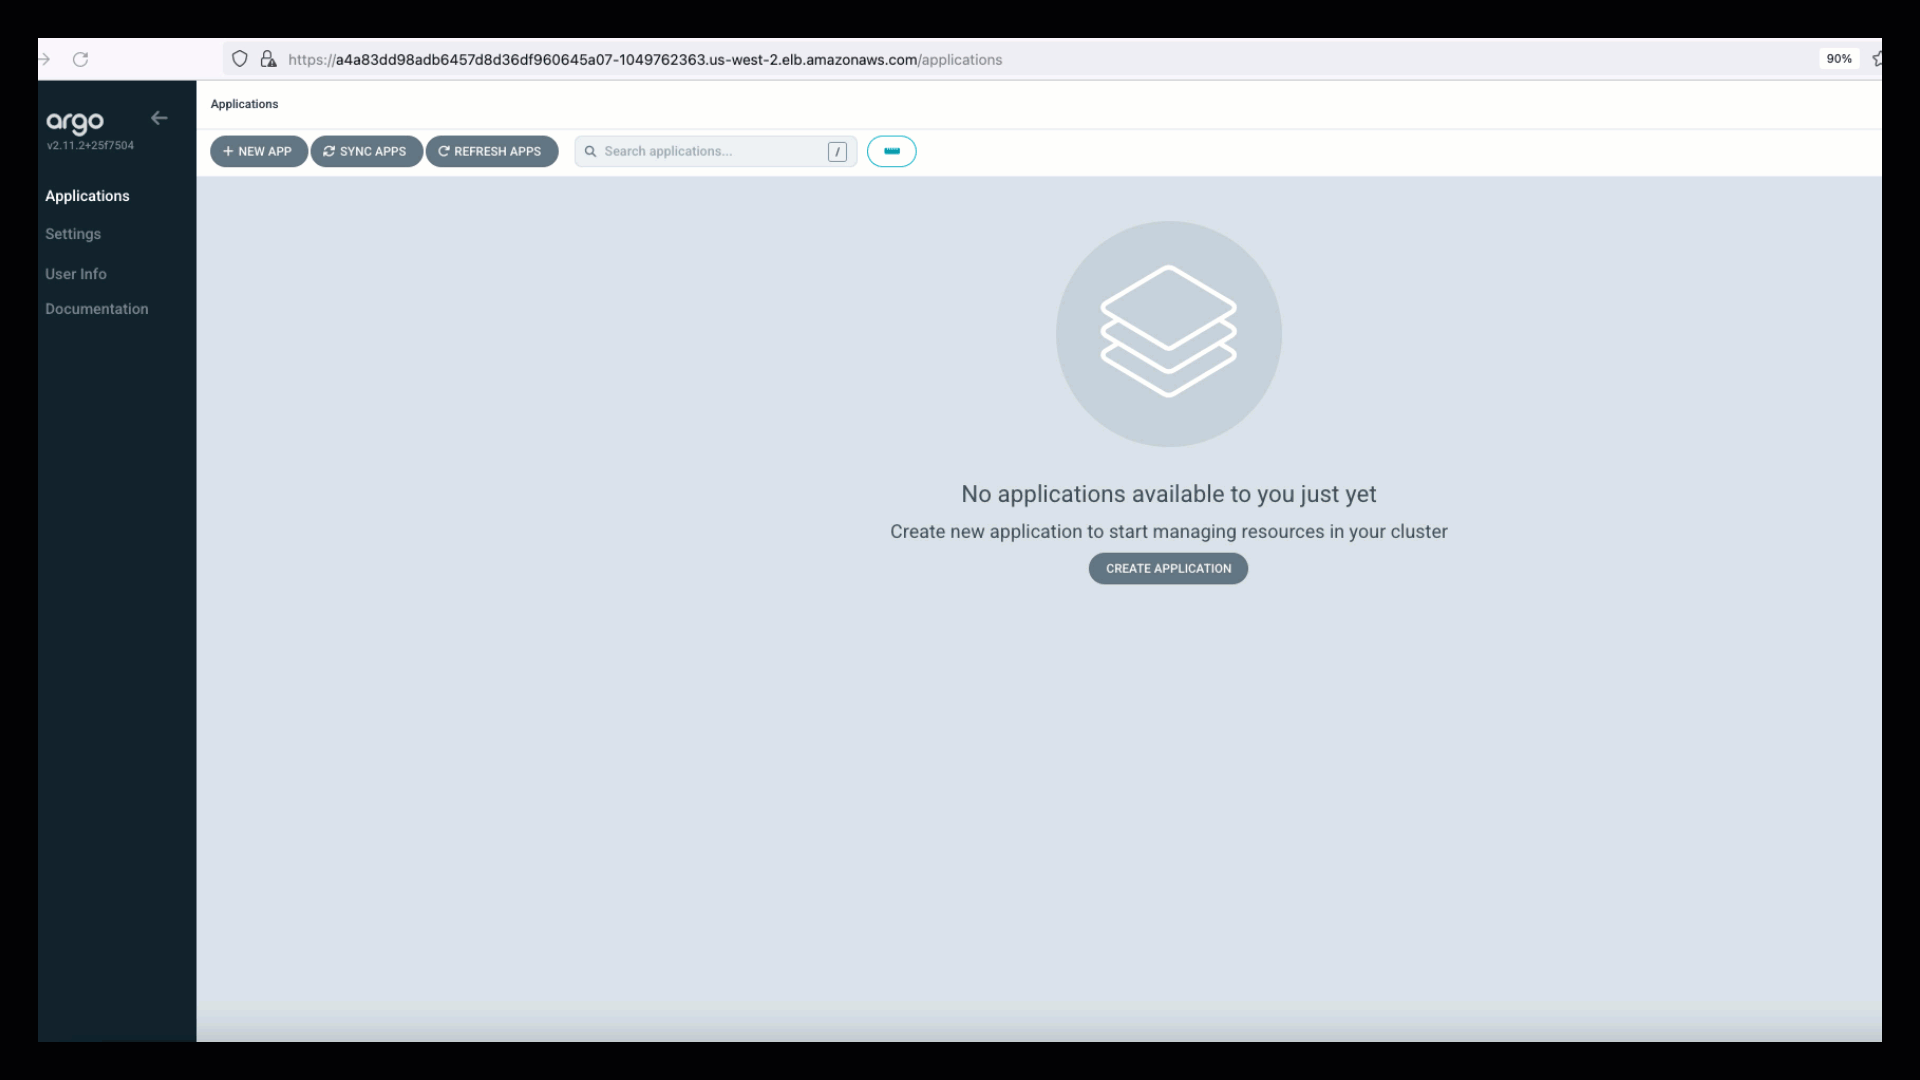 https://a4a83dd98adb6457d8d36df960645a07-1049762363.us-west-2.elb.amazonaws.com/applications
90%
argo
v2.11.2+25f7504
Applications
Settings
User Info
Documentation
Applications
+ NEW APP
SYNC APPS
REFRESH APPS
Search applications...
/
No applications available to you just yet
Create new application to start managing resources in your cluster
CREATE APPLICATION